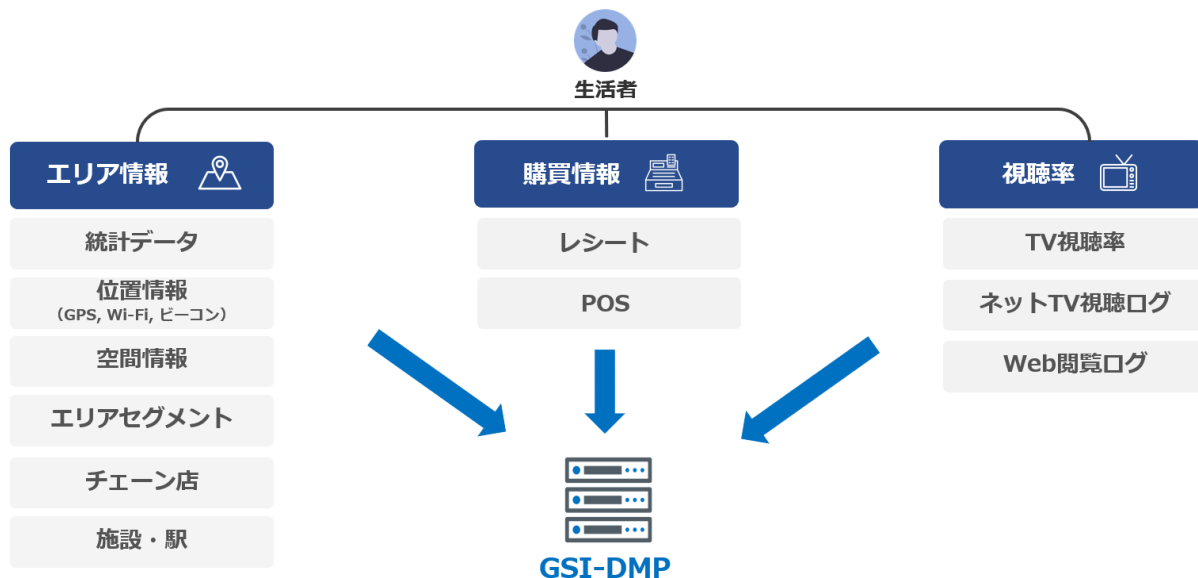 生活者
エリア情報
統計データ
位置情報
（GPS, Wi-Fi, ビーコン）
空間情報
エリアセグメント
チェーン店
施設・駅
購買情報
レシート
POS
視聴率
TV視聴率
ネットTV視聴ログ
Web閲覧ログ
GSI-DMP